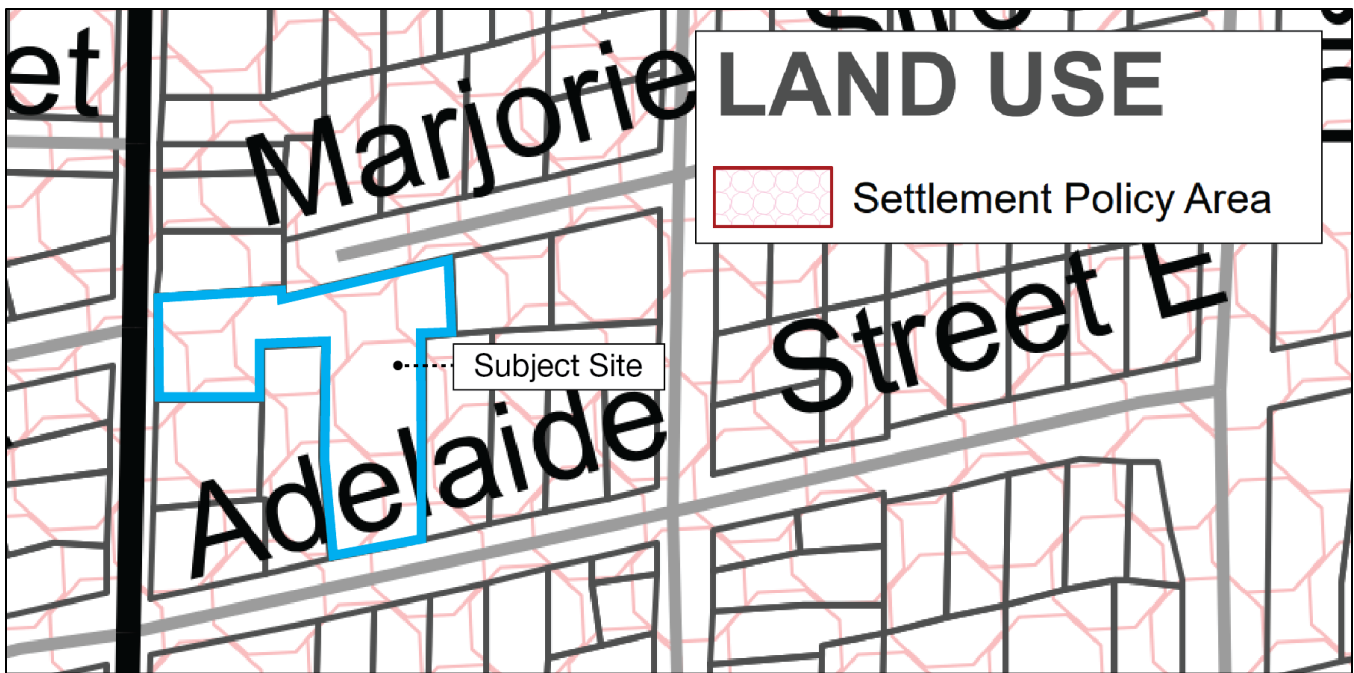 et
Marjorie
LAND USE
Settlement Policy Area
Subject Site
Adelaide
Street E